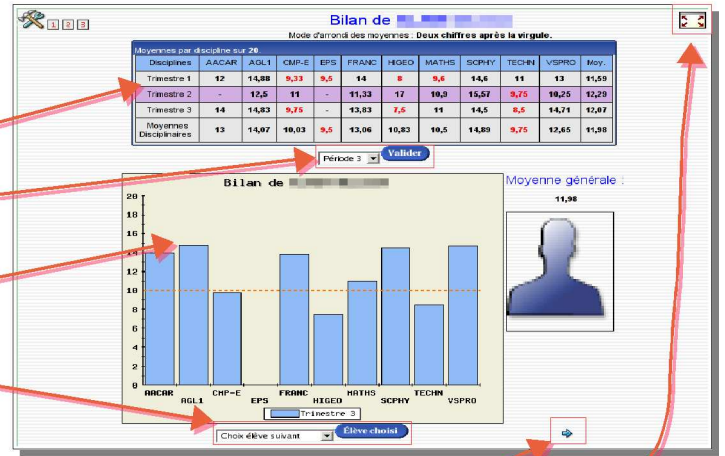 1 2 3
Bilan de
Mode d'arrondi des moyennes : Deux chiffres après la virgule.
Moyennes par discipline sur 20.
Disciplines AACAR AGL1 CMP-E EPS FRANC HIGEO MATHS SCPHY TECHN VSPRO Moy.
Trimestre 1 12 14,88 9,33 9,5 14 8 9,6 14,6 11 13 11,59
Trimestre 2 - 12,5 11 - 11,33 17 10,9 15,57 9,75 10,25 12,29
Trimestre 3 14 14,83 9,75 - 13,83 7,5 11 14,5 8,5 14,71 12,07
Moyennes Disciplinaires 13 14,07 10,03 9,5 13,06 10,83 10,5 14,89 9,75 12,65 11,98
Période 3 Valider
Bilan de
Moyenne générale :
11,98
20
18
16
14
12
10
8
6
4
2
0
AACAR AGL1 CMP-E EPS FRANC HIGEO MATHS SCPHY TECHN VSPRO
Trimestre 3
Choix élève suivant Élève choisi